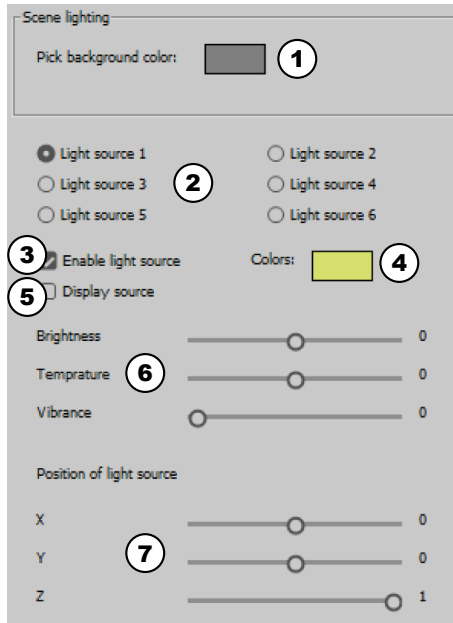 Scene lighting
Pick background color: 1
Light source 1 Light source 2
Light source 3 2 Light source 4
Light source 5 Light source 6
3 Enable light source Colors: 4
5 Display source
Brightness 0
Temprature 6 0
Vibrance 0
Position of light source
X 0
Y 7 0
Z 1